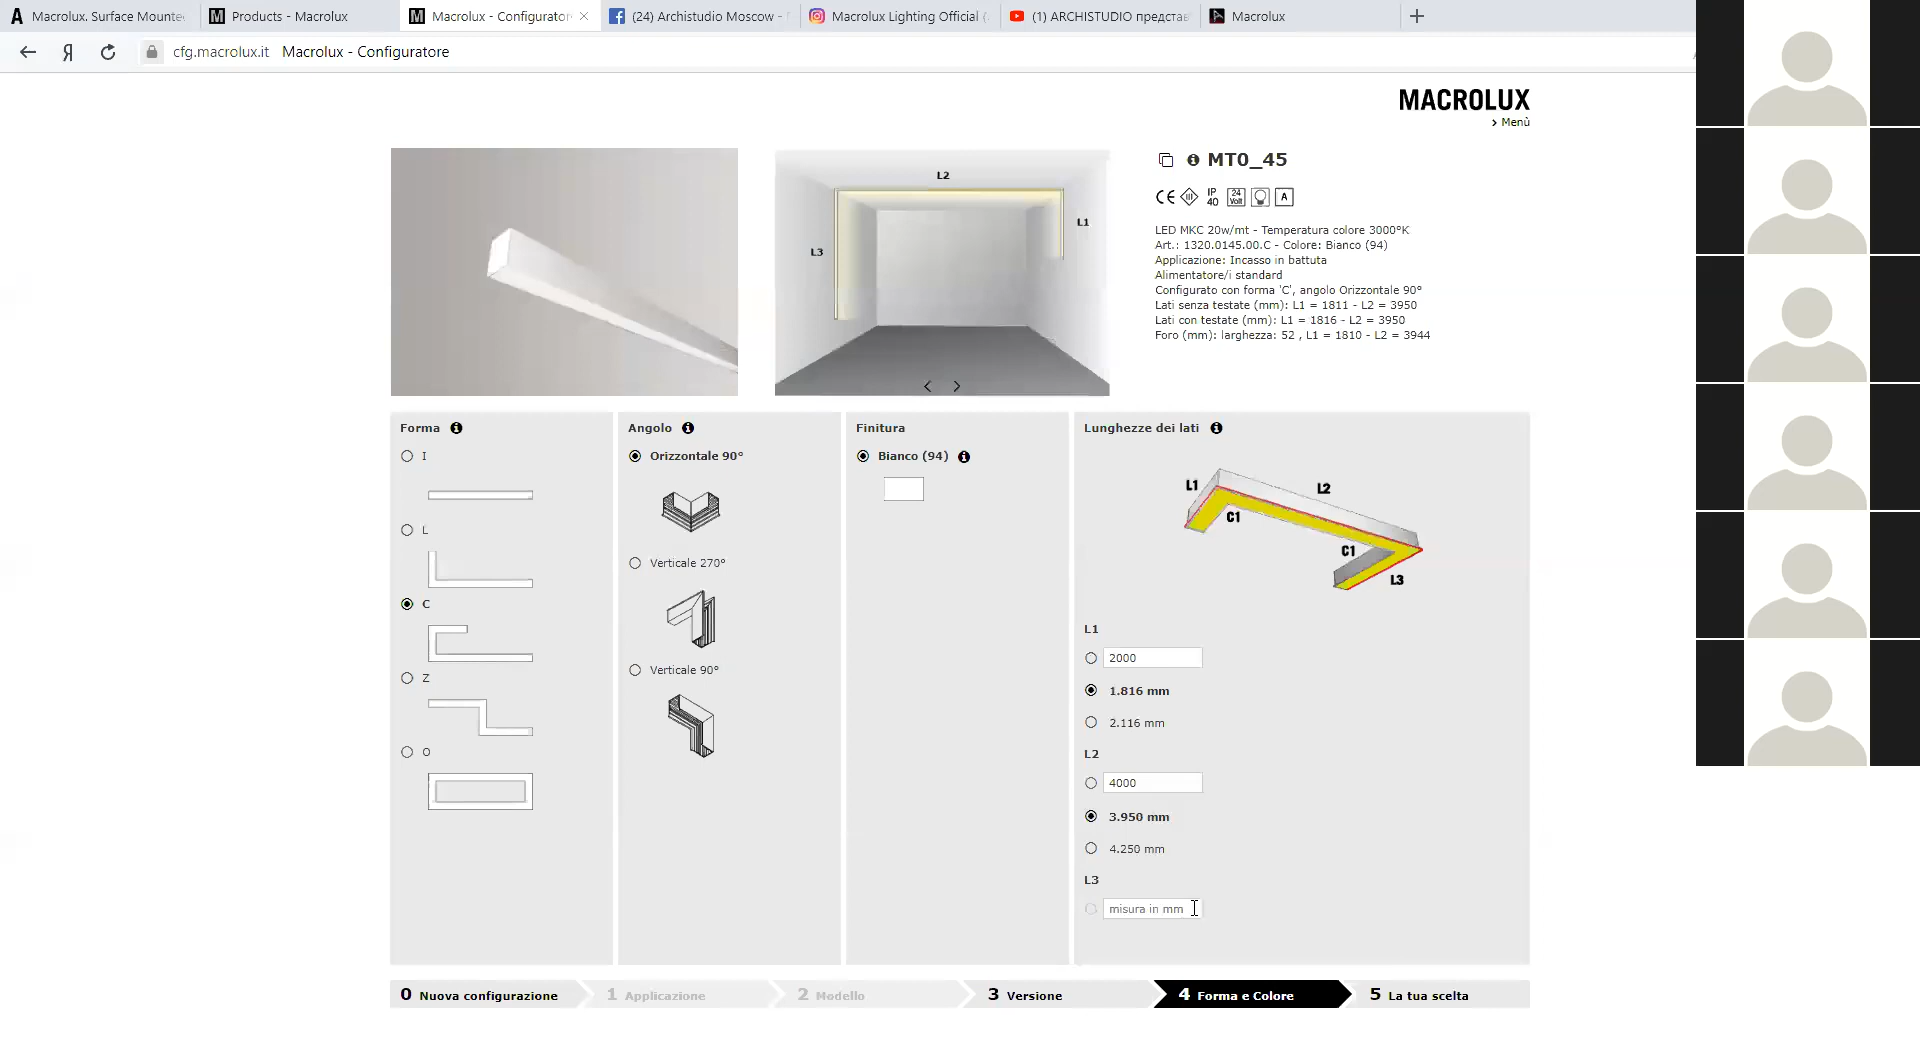 Macrolux. Surface Mounte
Products - Macrolux
Macrolux - Configurator
(24) Archistudio Moscow -
Macrolux Lighting Official (
(1) ARCHISTUDIO представ
Macrolux
Я
cfg.macrolux.it Macrolux - Configuratore
MACROLUX
Menù
L2
L1
L3
MT0_45
CE III IP 40 24 Volt A
LED MKC 20w/mt - Temperatura colore 3000°K
Art.: 1320.0145.00.C - Colore: Bianco (94)
Applicazione: Incasso in battuta
Alimentatore/i standard
Configurato con forma 'C', angolo Orizzontale 90°
Lati senza testate (mm): L1 = 1811 - L2 = 3950
Lati con testate (mm): L1 = 1816 - L2 = 3950
Foro (mm): larghezza: 52 , L1 = 1810 - L2 = 3944
Forma
I
L
C
Z
O
Angolo
Orizzontale 90°
Verticale 270°
Verticale 90°
Finitura
Bianco (94)
Lunghezze dei lati
L1
L2
C1
C1
L3
L1
2000
1.816 mm
2.116 mm
L2
4000
3.950 mm
4.250 mm
L3
misura in mm
0 Nuova configurazione
1 Applicazione
2 Modello
3 Versione
4 Forma e Colore
5 La tua scelta